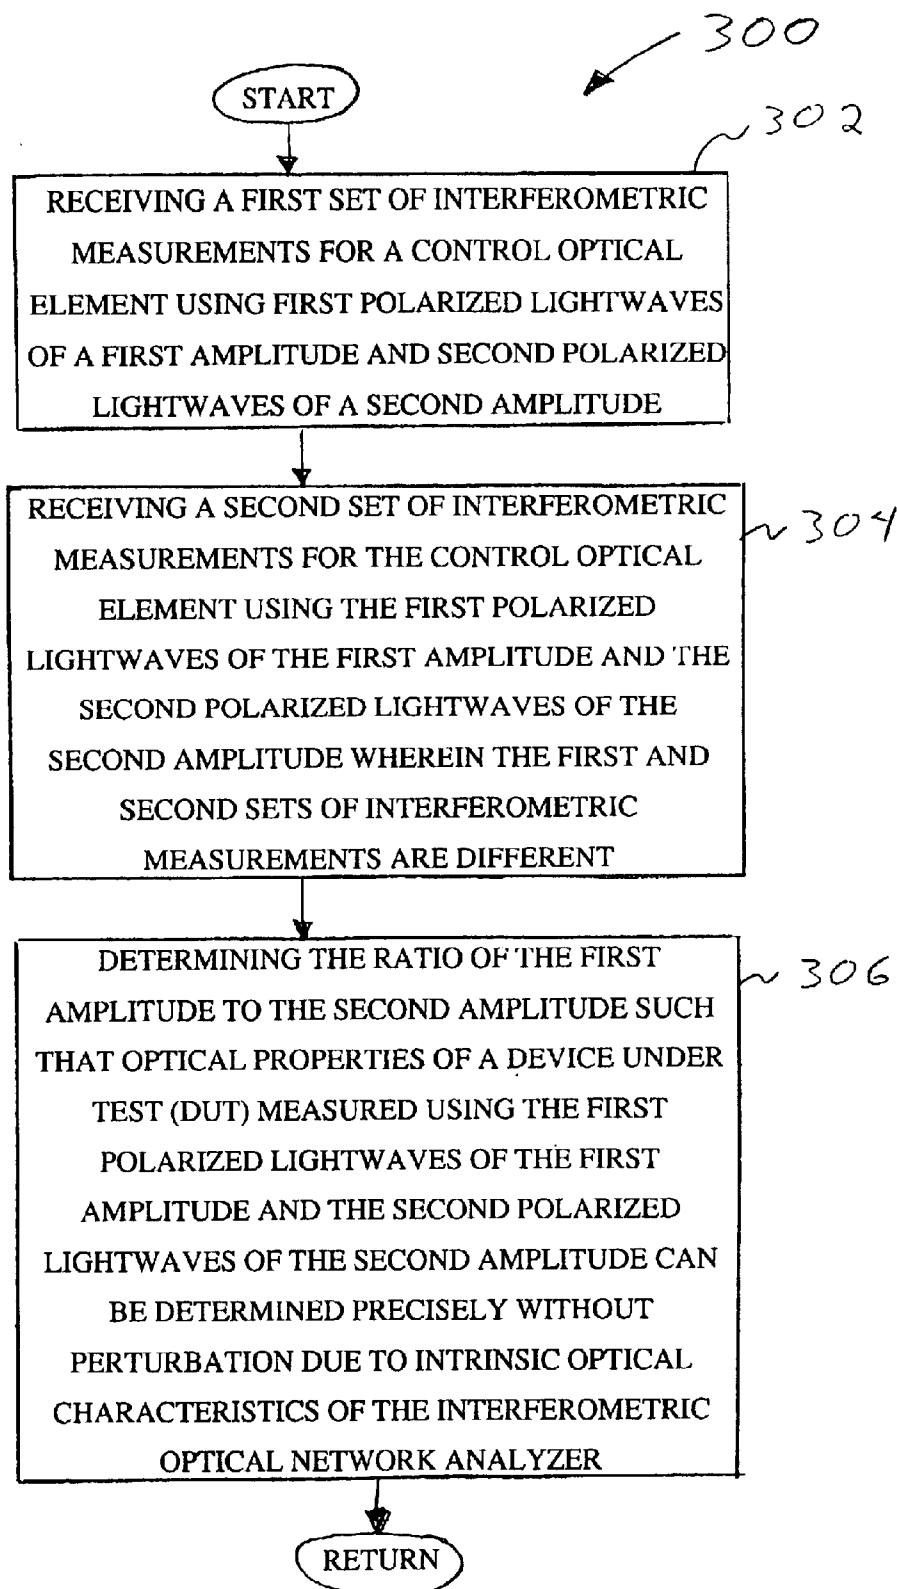 300
START
302
RECEIVING A FIRST SET OF INTERFEROMETRIC
MEASUREMENTS FOR A CONTROL OPTICAL
ELEMENT USING FIRST POLARIZED LIGHTWAVES
OF A FIRST AMPLITUDE AND SECOND POLARIZED
LIGHTWAVES OF A SECOND AMPLITUDE
RECEIVING A SECOND SET OF INTERFEROMETRIC
304
MEASUREMENTS FOR THE CONTROL OPTICAL
ELEMENT USING THE FIRST POLARIZED
LIGHTWAVES OF THE FIRST AMPLITUDE AND THE
SECOND POLARIZED LIGHTWAVES OF THE
SECOND AMPLITUDE WHEREIN THE FIRST AND
SECOND SETS OF INTERFEROMETRIC
MEASUREMENTS ARE DIFFERENT
DETERMINING THE RATIO OF THE FIRST
306
AMPLITUDE TO THE SECOND AMPLITUDE SUCH
THAT OPTICAL PROPERTIES OF A DEVICE UNDER
TEST (DUT) MEASURED USING THE FIRST
POLARIZED LIGHTWAVES OF THE FIRST
AMPLITUDE AND THE SECOND POLARIZED
LIGHTWAVES OF THE SECOND AMPLITUDE CAN
BE DETERMINED PRECISELY WITHOUT
PERTURBATION DUE TO INTRINSIC OPTICAL
CHARACTERISTICS OF THE INTERFEROMETRIC
OPTICAL NETWORK ANALYZER
RETURN